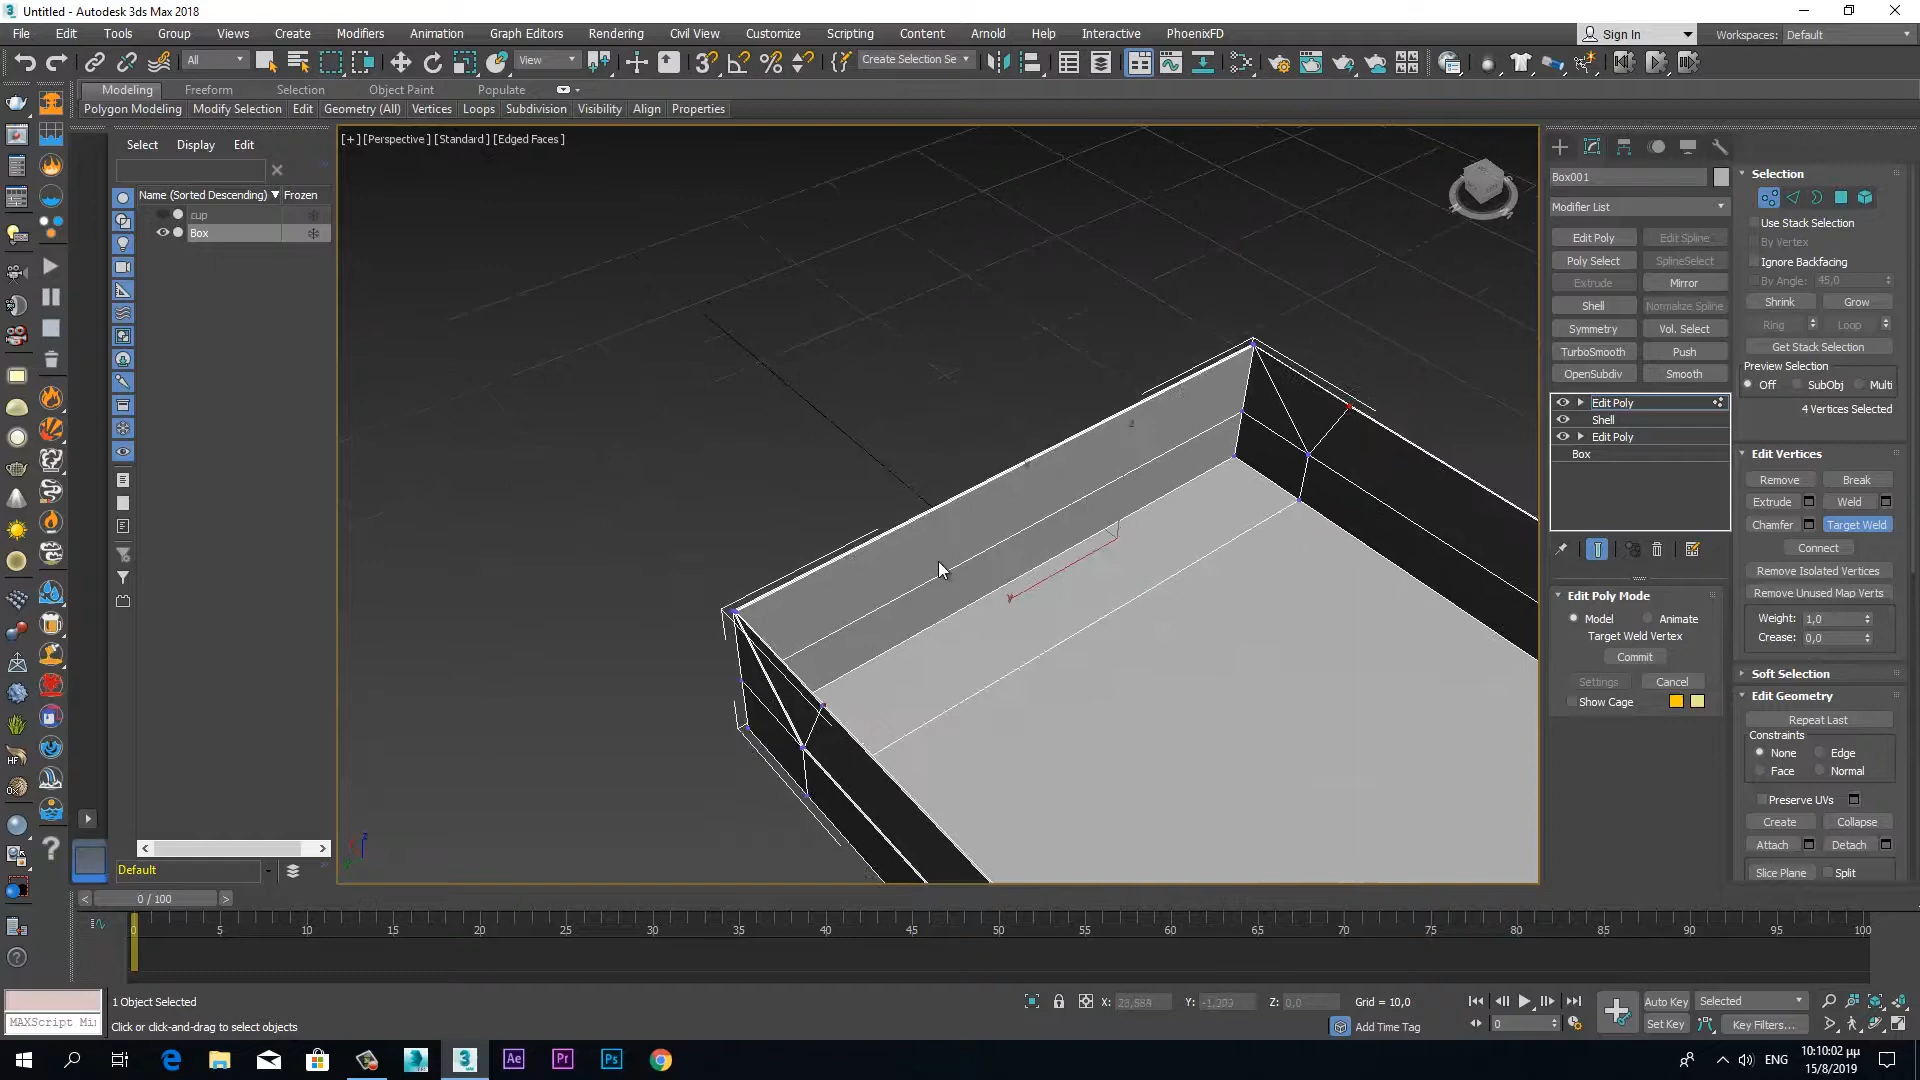 Untitled - Autodesk 3ds Max 2018
File Edit Tools Group Views Create Modifiers Animation Graph Editors Rendering Civil View Customize Scripting Content Arnold Help Interactive PhoenixFD
Sign In Workspaces: Default
All View Create Selection Se
Modeling Freeform Selection Object Paint Populate
Polygon Modeling Modify Selection Edit Geometry (All) Vertices Loops Subdivision Visibility Align Properties
Select Display Edit
[+] [Perspective ] [Standard ] [Edged Faces ]
Name (Sorted Descending) Frozen
cup
Box
Box001
Modifier List
Edit Poly Edit Spline
Poly Select SplineSelect
Extrude Mirror
Shell Normalize Spline
Symmetry Vol. Select
TurboSmooth Push
OpenSubdiv Smooth
Edit Poly
Shell
Edit Poly
Box
Edit Poly Mode
Model Animate
Target Weld Vertex
Commit
Settings Cancel
Show Cage
Selection
Use Stack Selection
By Vertex
Ignore Backfacing
By Angle: 45,0
Shrink Grow
Ring Loop
Get Stack Selection
Preview Selection
Off SubObj Multi
4 Vertices Selected
Edit Vertices
Remove Break
Extrude Weld
Chamfer Target Weld
Connect
Remove Isolated Vertices
Remove Unused Map Verts
Weight: 1,0
Crease: 0,0
Soft Selection
Edit Geometry
Repeat Last
Constraints
None Edge
Face Normal
Preserve UVs
Create Collapse
Attach Detach
Slice Plane Split
Default
0 / 100
0 5 10 15 20 25 30 35 40 45 50 55 60 65 70 75 80 85 90 95 100
1 Object Selected
X: 23,584 Y: -1,209 Z: 0,0 Grid = 10,0
Auto Key Selected
MAXScript Mi
Click or click-and-drag to select objects
Add Time Tag
0
Set Key Key Filters...
Ae Pr Ps
ENG
10:10:02 μμ
15/8/2019